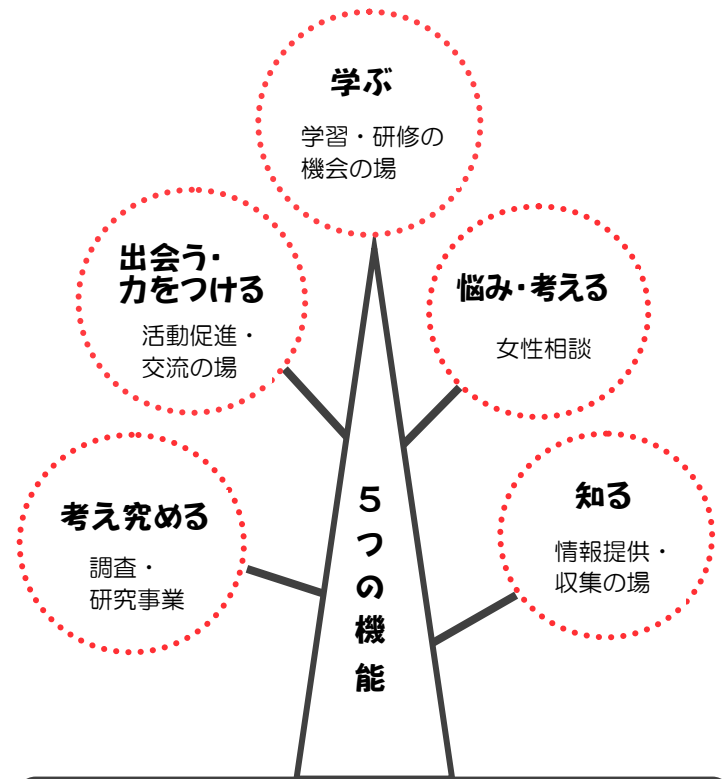 学ぶ
学習・研修の
機会の場
出会う・
力をつける
活動促進・
交流の場
悩み・考える
女性相談
考え究める
調査・
研究事業
知る
情報提供・
収集の場
５つの機能